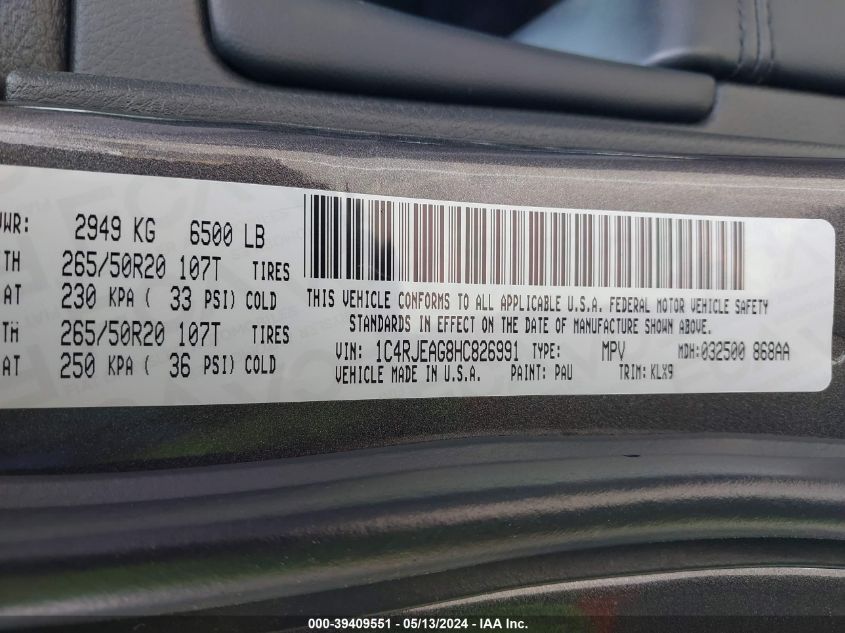 VWR: 2949 KG 6500 LB
TH 265/50R20 107T TIRES
AT 230 KPA ( 33 PSI) COLD
TH 265/50R20 107T TIRES
AT 250 KPA ( 36 PSI) COLD
THIS VEHICLE CONFORMS TO ALL APPLICABLE U.S.A. FEDERAL MOTOR VEHICLE SAFETY
STANDARDS IN EFFECT ON THE DATE OF MANUFACTURE SHOWN ABOVE.
VIN: 1C4RJEAG8HC826991 TYPE: MPV MDH:032500 868AA
VEHICLE MADE IN U.S.A. PAINT: PAU TRIM: KLX9
000-39409551 - 05/13/2024 - IAAI Inc.